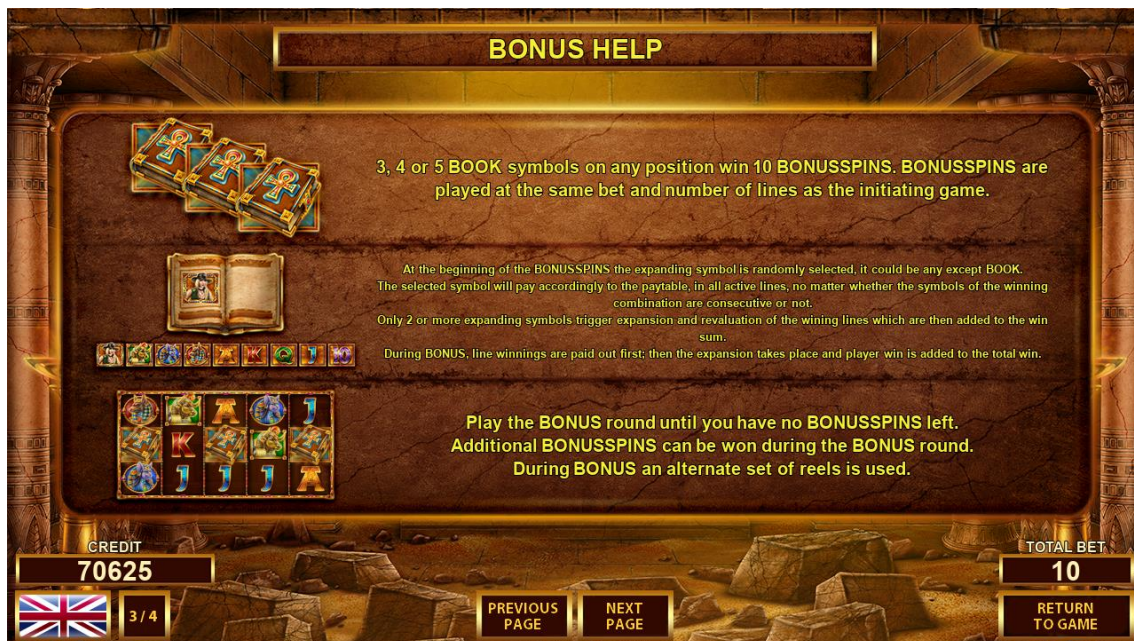 BONUS HELP
3, 4 or 5 BOOK symbols on any position win 10 BONUSSPINS. BONUSSPINS are
played at the same bet and number of lines as the initiating game.
At the beginning of the BONUSSPINS the expanding symbol is randomly selected, it could be any except BOOK.
The selected symbol will pay accordingly to the paytable, in all active lines, no matter whether the symbols of the winning
combination are consecutive or not.
Only 2 or more expanding symbols trigger expansion and revaluation of the wining lines which are then added to the win
sum.
During BONUS, line winnings are paid out first; then the expansion takes place and player win is added to the total win.
A K Q J 10
A J
K
J J J A
Play the BONUS round until you have no BONUSSPINS left.
Additional BONUSSPINS can be won during the BONUS round.
During BONUS an alternate set of reels is used.
CREDIT
70625
TOTAL BET
10
3 / 4
PREVIOUS
PAGE
NEXT
PAGE
RETURN
TO GAME